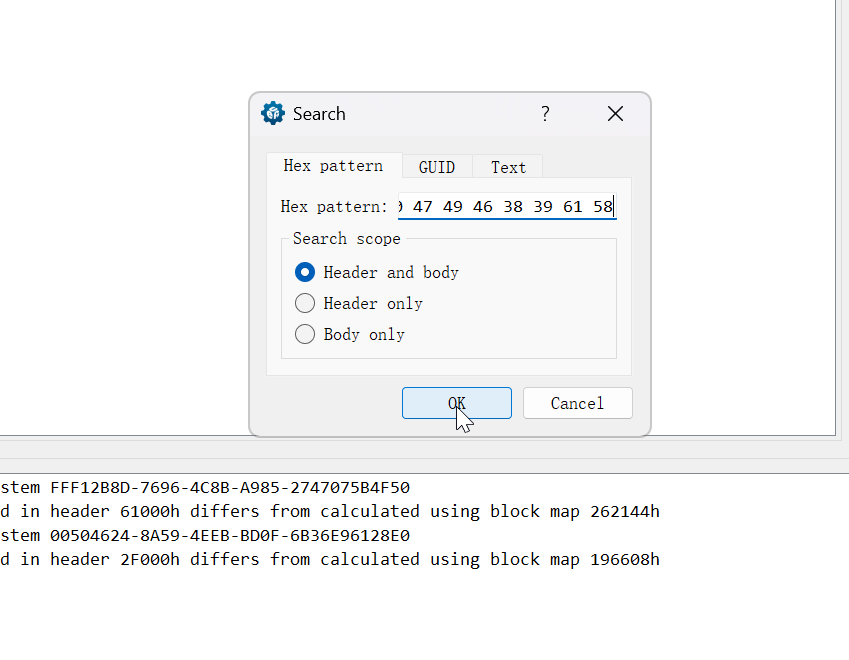 Search
?
Hex pattern
GUID
Text
Hex pattern: 47 49 46 38 39 61 58
Search scope
Header and body
Header only
Body only
OK
Cancel
stem FFF12B8D-7696-4C8B-A985-2747075B4F50
d in header 61000h differs from calculated using block map 262144h
stem 00504624-8A59-4EEB-BD0F-6B36E96128E0
d in header 2F000h differs from calculated using block map 196608h